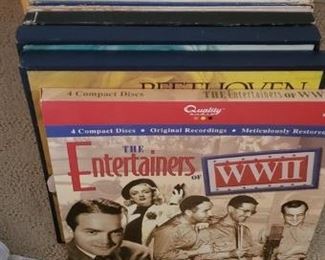 BEETHOVEN
4 Compact Discs
THE Entertainers OF WWII
Quality
4 Compact Discs • Original Recordings • Meticulously Restored
THE
Entertainers
OF WWII